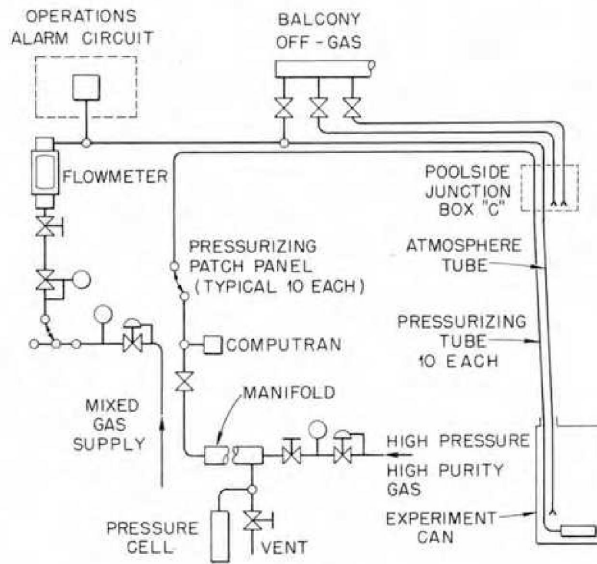 OPERATIONS
ALARM CIRCUIT
BALCONY
OFF-GAS
FLOWMETER
POOLSIDE
JUNCTION
BOX "C"
PRESSURIZING
PATCH PANEL
(TYPICAL 10 EACH)
ATMOSPHERE
TUBE
PRESSURIZING
TUBE
10 EACH
COMPUTRAN
MANIFOLD
MIXED GAS
SUPPLY
HIGH PRESSURE
HIGH PURITY
GAS
PRESSURE
CELL
VENT
EXPERIMENT
CAN